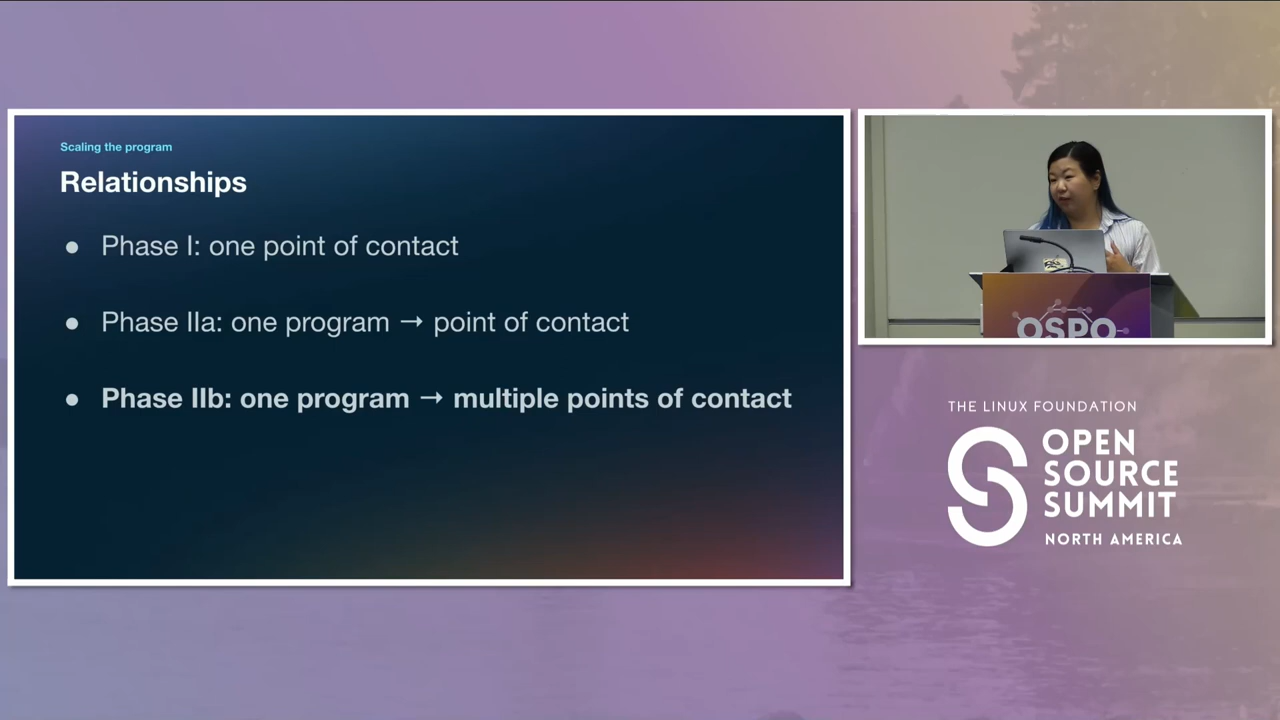 Scaling the program
Relationships
● Phase I: one point of contact
● Phase IIa: one program → point of contact
● Phase IIb: one program → multiple points of contact
OSPO
THE LINUX FOUNDATION
OPEN
SOURCE
SUMMIT
NORTH AMERICA